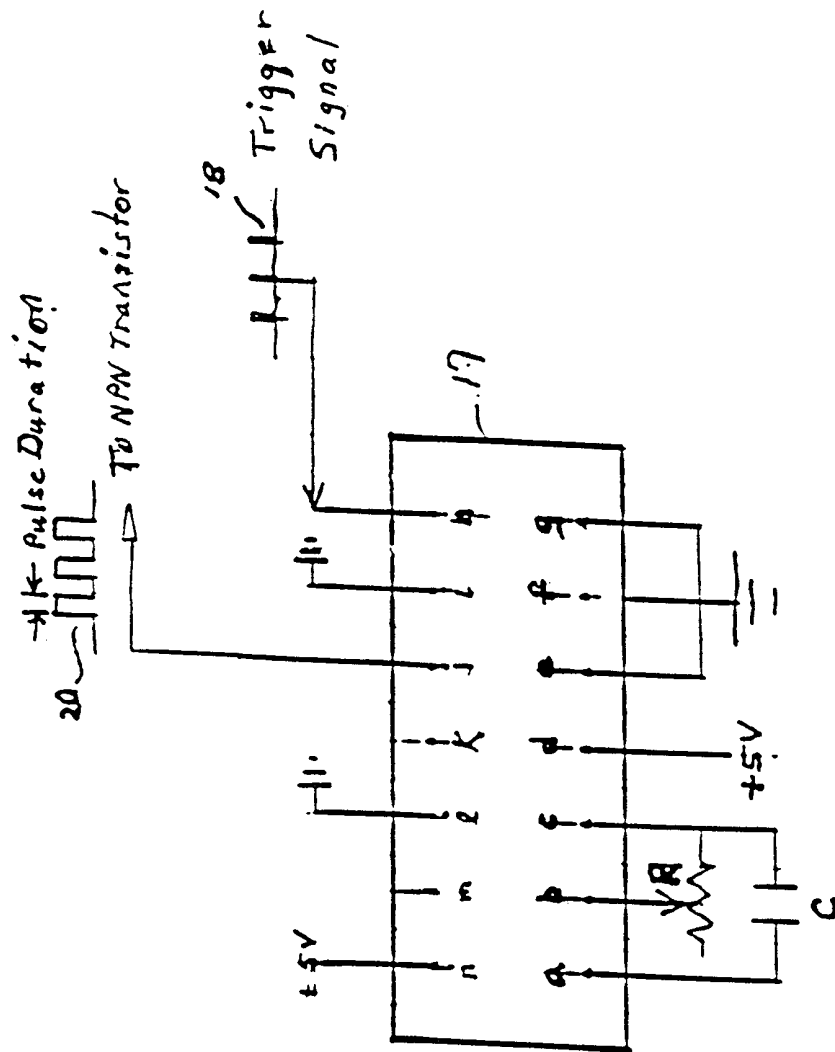 Pulse Duration
20
To NPN Transistor
18
Trigger
Signal
17
+5V
n m l k j i h
a b c d e f g
R
C
+5V